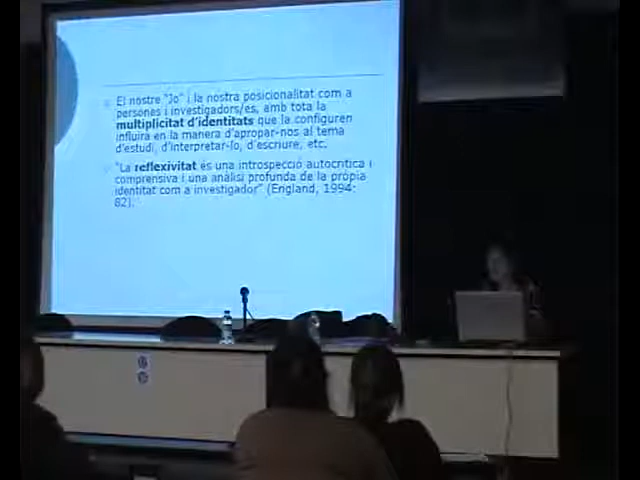 El nostre "Jo" i la nostra posicionalitat com a
persones i investigadors/es, amb tota la
multiplicitat d'identitats que la configuren
influirà en la manera d'apropar-nos al tema
d'estudi, d'interpretar-lo, d'escriure, etc.
"La reflexivitat és una introspecció autocrítica i
comprensiva i una anàlisi profunda de la pròpia
identitat com a investigador" (England, 1994:
82).